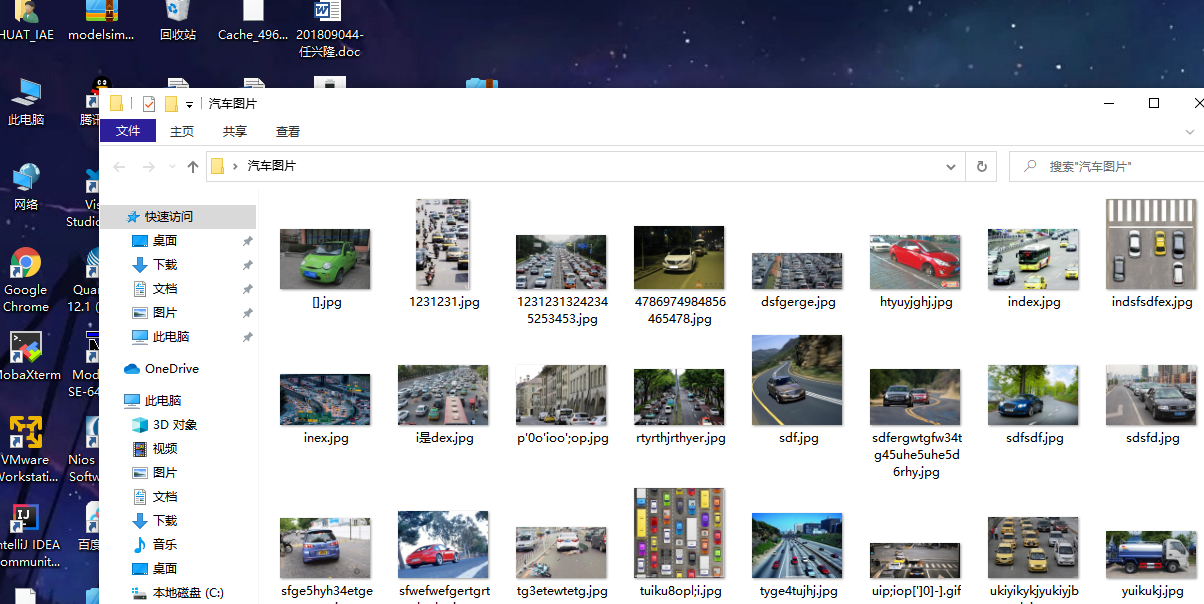 HUAT_IAE
modelsim...
回收站
Cache_496...
201809044-
任兴隆.doc
此电脑
网络
Google
Chrome
MobaXterm
VMware
Workstati...
IntelliJ IDEA
Communit...
腾讯
Vis
Studio
Qua
12.1 (
Mod
SE-64
Nios
Softw
百度
汽车图片
文件
主页
共享
查看
汽车图片
搜索"汽车图片"
快速访问
桌面
下载
文档
图片
此电脑
OneDrive
此电脑
3D 对象
视频
图片
文档
下载
音乐
桌面
本地磁盘 (C:)
[].jpg
1231231.jpg
1231231324234
5253453.jpg
4786974984856
465478.jpg
dsfgerge.jpg
htyuyjghj.jpg
index.jpg
indsfsdfex.jpg
inex.jpg
i是dex.jpg
p'0o'ioo';op.jpg
rtyrthjrthyer.jpg
sdf.jpg
sdfergwtgfw34t
g45uhe5uhe5d
6rhy.jpg
sdfsdf.jpg
sdsfd.jpg
sfge5hyh34etge
sfwefwefgertgrt
tg3etewtetg.jpg
tuiku8opl;i.jpg
tyge4tujhj.jpg
uip;iop[']0]-].gif
ukiyikykjyukiyjb
yuikukj.jpg